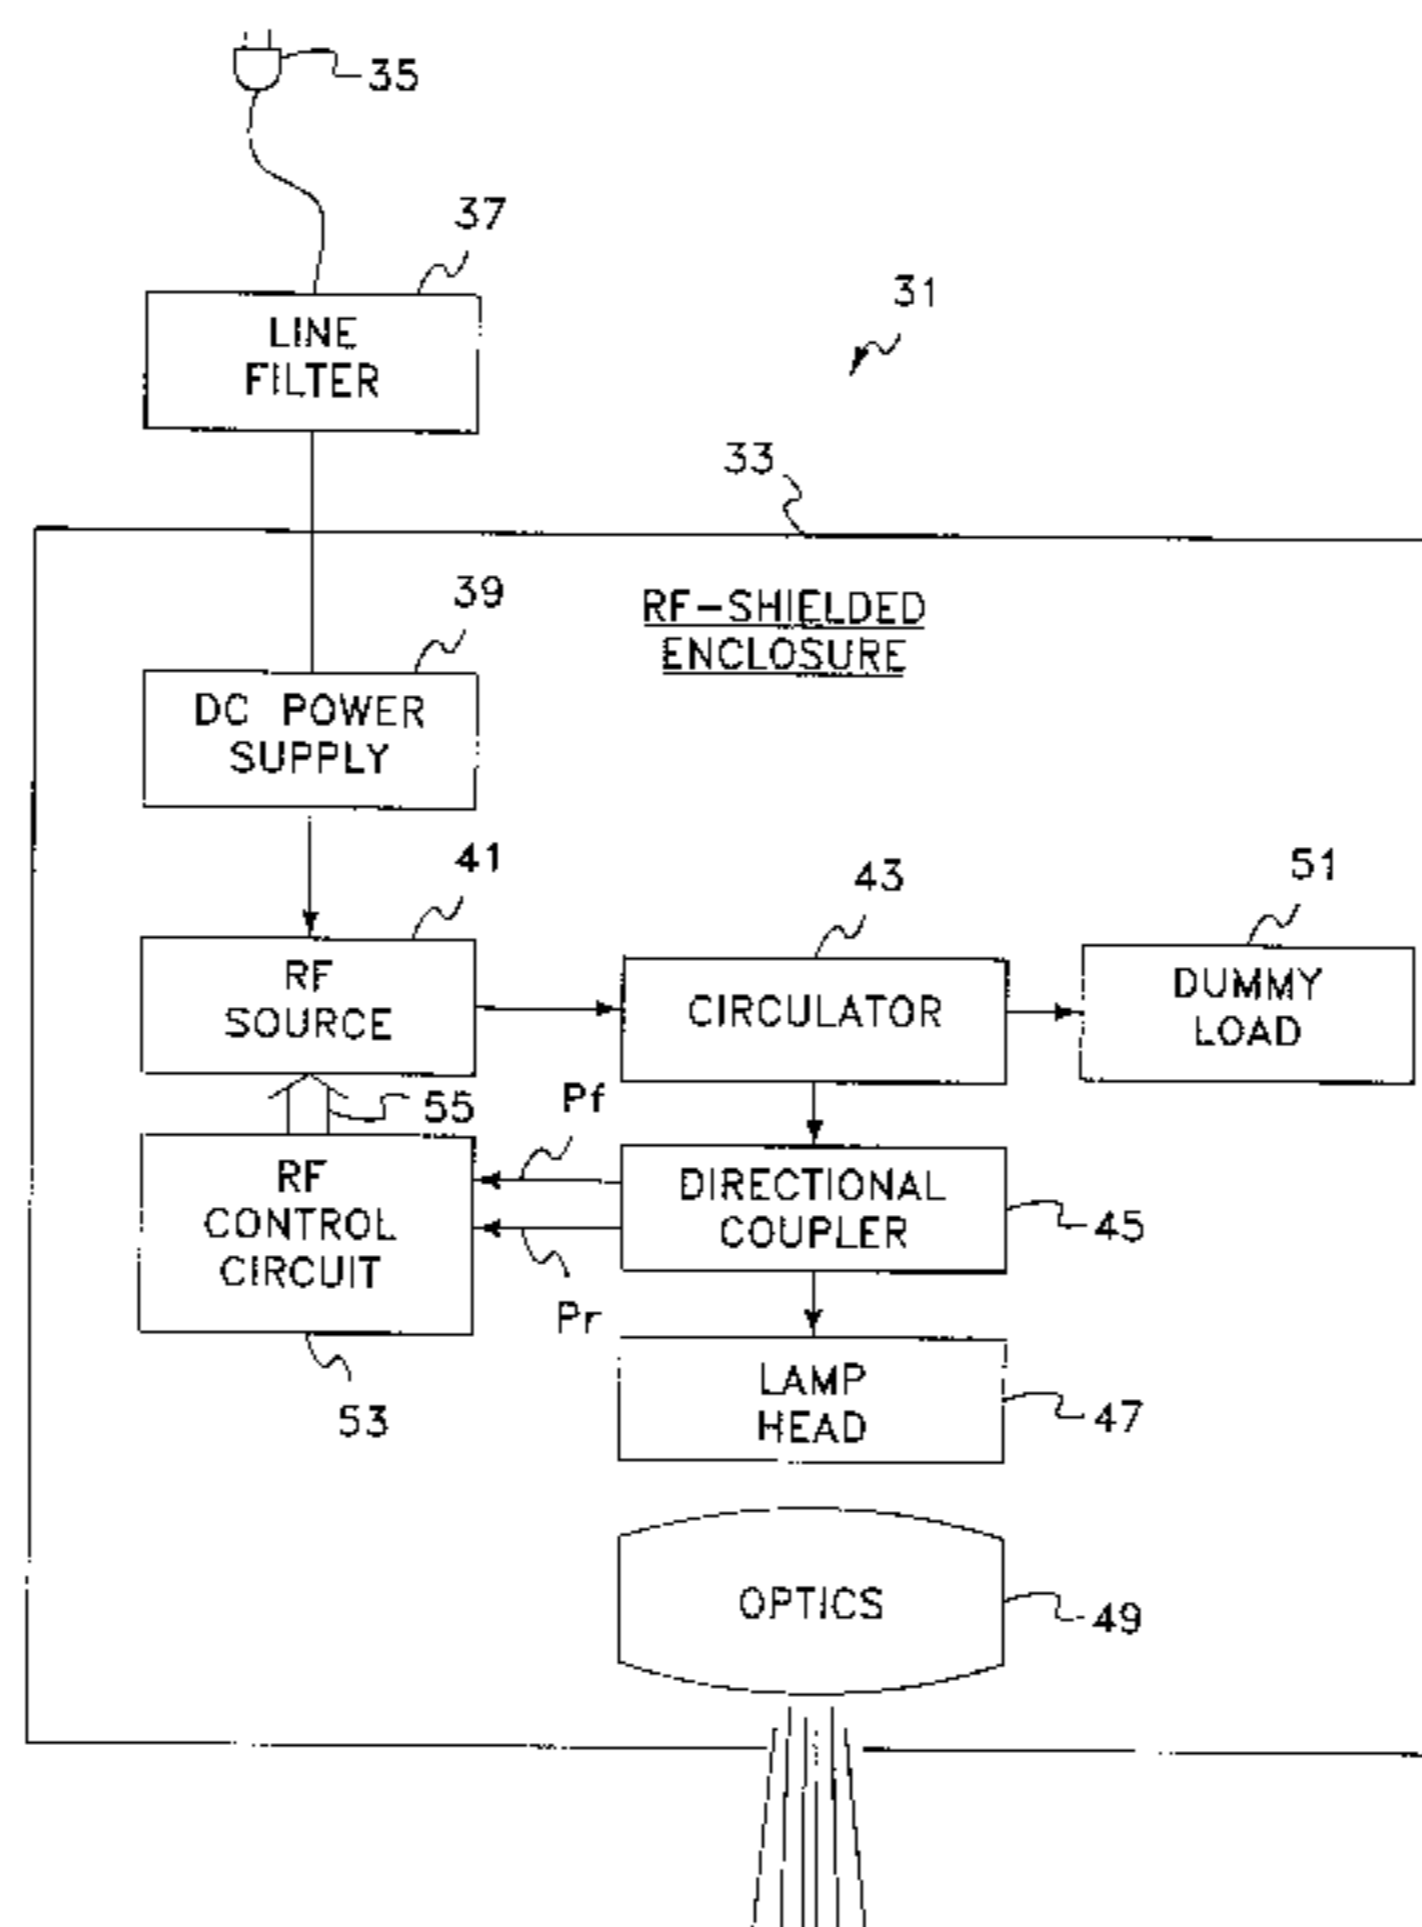 35
37
LINE
FILTER
31
33
39
RF-SHIELDED
ENCLOSURE
DC POWER
SUPPLY
41
43
51
RF
SOURCE
CIRCULATOR
DUMMY
LOAD
55
Pf
RF
CONTROL
CIRCUIT
DIRECTIONAL
COUPLER
45
Pr
53
LAMP
HEAD
47
OPTICS
49